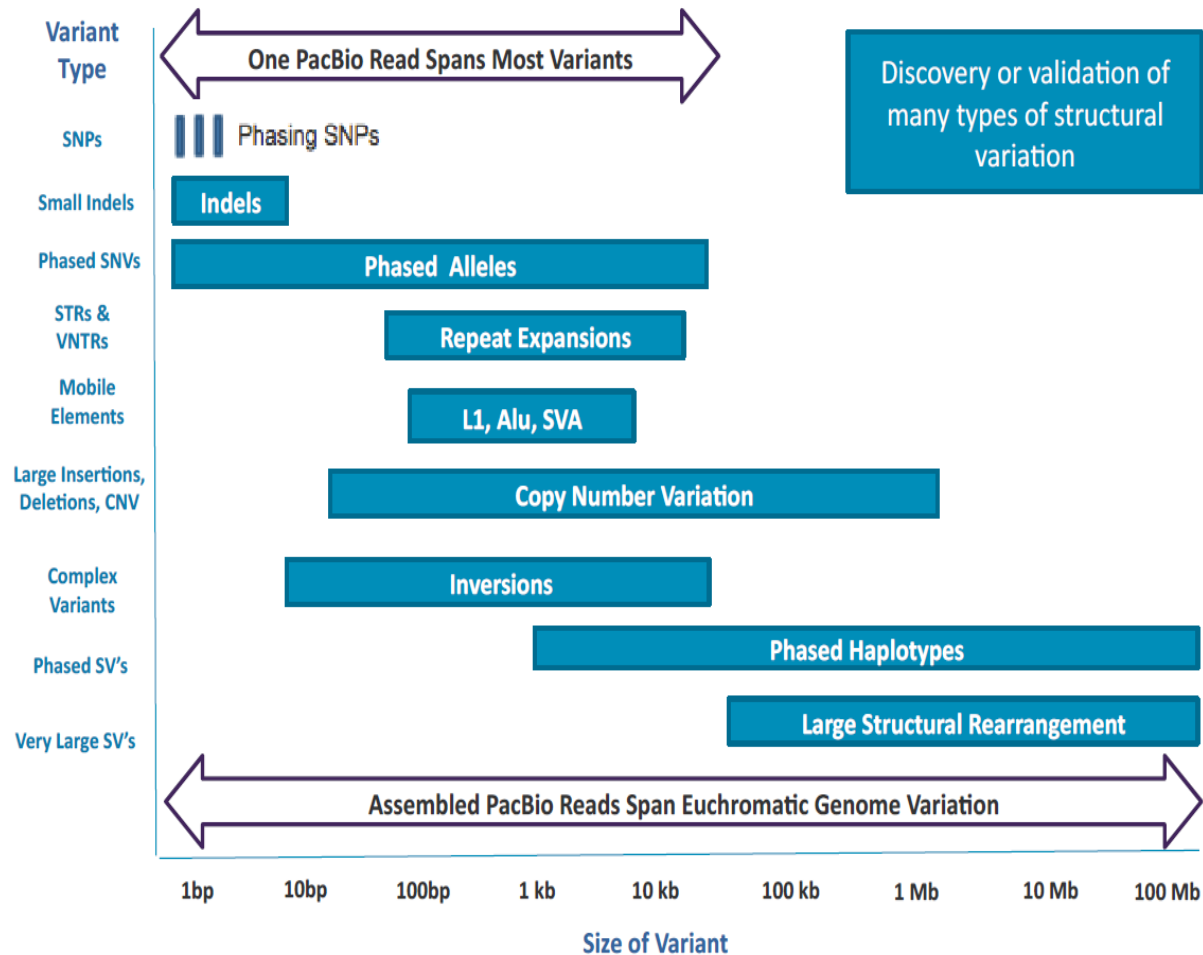 Variant
Type
One PacBio Read Spans Most Variants
Discovery or validation of
many types of structural
variation
SNPs
Phasing SNPs
Small Indels
Indels
Phased SNVs
Phased Alleles
STRs &
VNTRs
Repeat Expansions
Mobile
Elements
L1, Alu, SVA
Large Insertions,
Deletions, CNV
Copy Number Variation
Complex
Variants
Inversions
Phased SV's
Phased Haplotypes
Very Large SV's
Large Structural Rearrangement
Assembled PacBio Reads Span Euchromatic Genome Variation
1bp 10bp 100bp 1 kb 10 kb 100 kb 1 Mb 10 Mb 100 Mb
Size of Variant